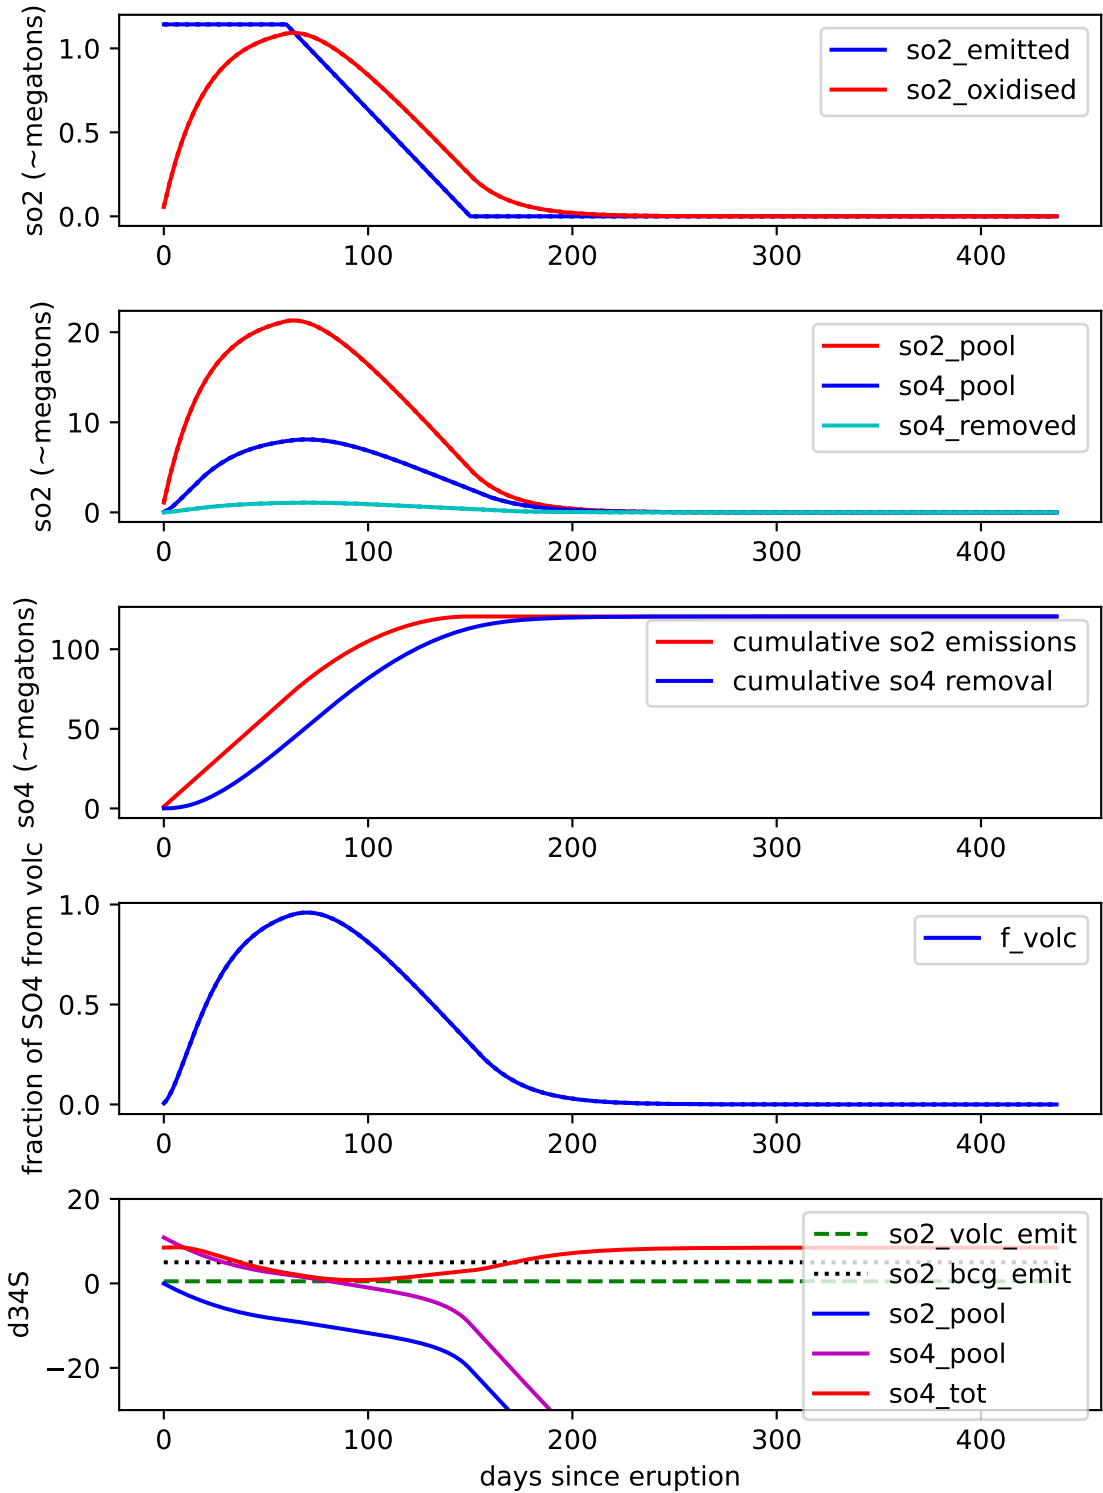 so2 (~megatons)
1.0
0.5
0.0
so2_emitted
so2_oxidised
0 100 200 300 400
so2 (~megatons)
20
10
0
so2_pool
so4_pool
so4_removed
0 100 200 300 400
so4 (~megatons)
100
50
0
cumulative so2 emissions
cumulative so4 removal
0 100 200 300 400
fraction of SO4 from volc
1.0
0.5
0.0
f_volc
0 100 200 300 400
d34S
20
0
−20
so2_volc_emit
so2_bcg_emit
so2_pool
so4_pool
so4_tot
0 100 200 300 400
days since eruption